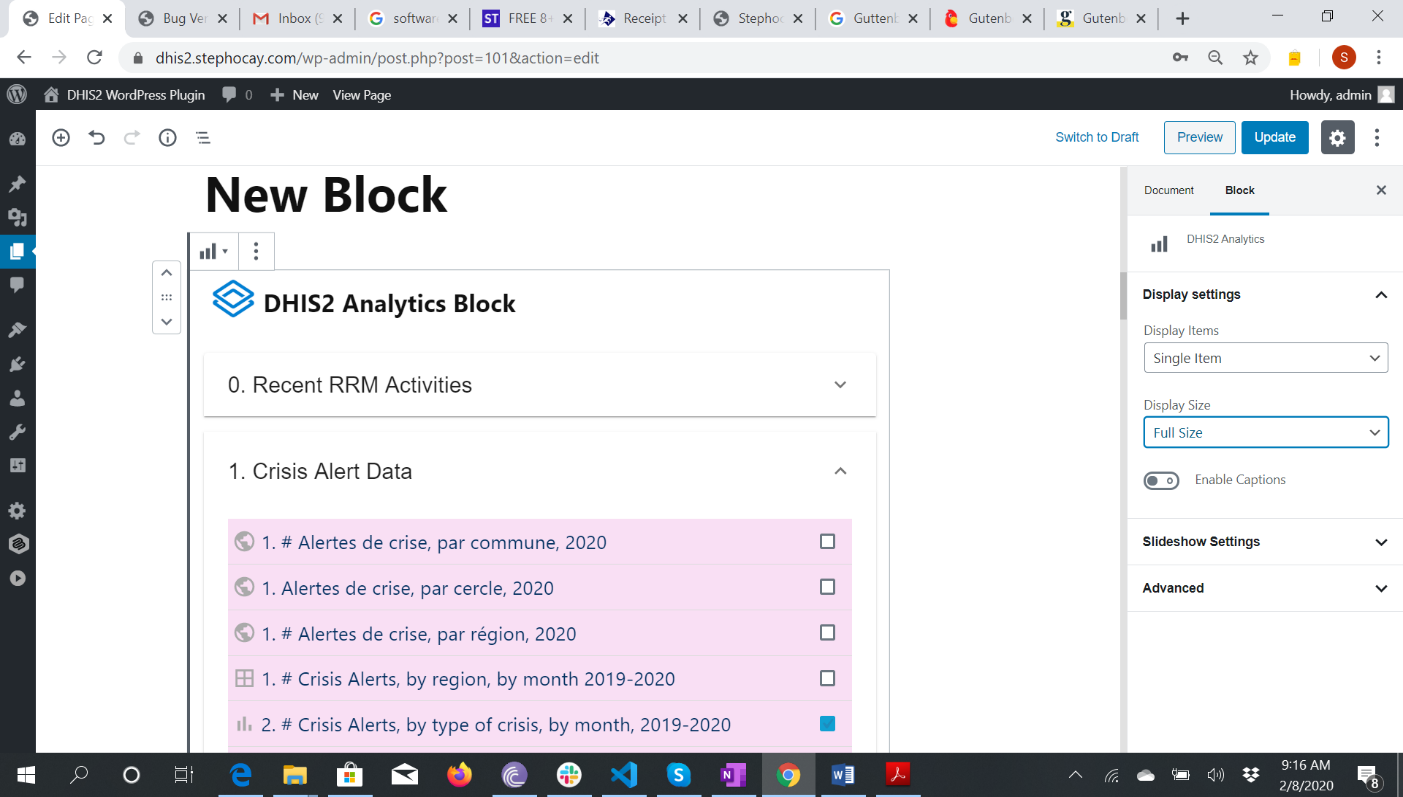 Edit Pag
Bug Ver
Inbox (S
softwar
ST FREE 8+
Receipt
Stephoc
Guttenb
Gutenb
g Gutenb
dhis2.stephocay.com/wp-admin/post.php?post=101&action=edit
S
DHIS2 WordPress Plugin 0 New View Page
Howdy, admin
Switch to Draft Preview Update
New Block
Document Block
DHIS2 Analytics
DHIS2 Analytics Block
Display settings
Display Items
Single Item
Display Size
Full Size
Enable Captions
Slideshow Settings
Advanced
0. Recent RRM Activities
1. Crisis Alert Data
1. # Alertes de crise, par commune, 2020
1. Alertes de crise, par cercle, 2020
1. # Alertes de crise, par région, 2020
1. # Crisis Alerts, by region, by month 2019-2020
2. # Crisis Alerts, by type of crisis, by month, 2019-2020
9:16 AM
2/8/2020
8